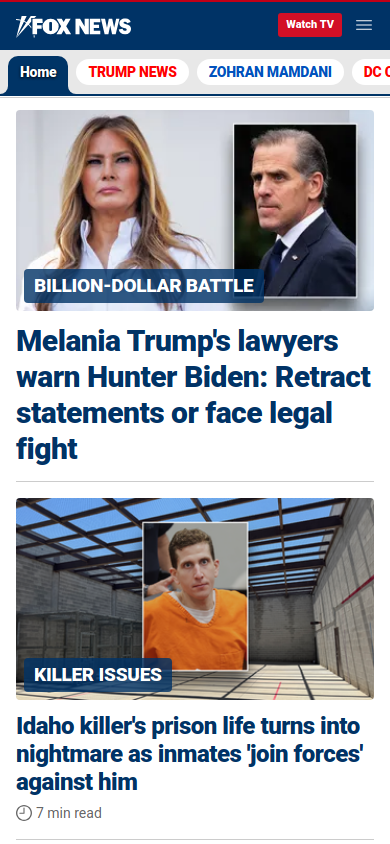 FOX NEWS
Watch TV
Home
TRUMP NEWS
ZOHRAN MAMDANI
DC
BILLION-DOLLAR BATTLE
Melania Trump's lawyers
warn Hunter Biden: Retract
statements or face legal
fight
KILLER ISSUES
Idaho killer's prison life turns into
nightmare as inmates 'join forces'
against him
7 min read